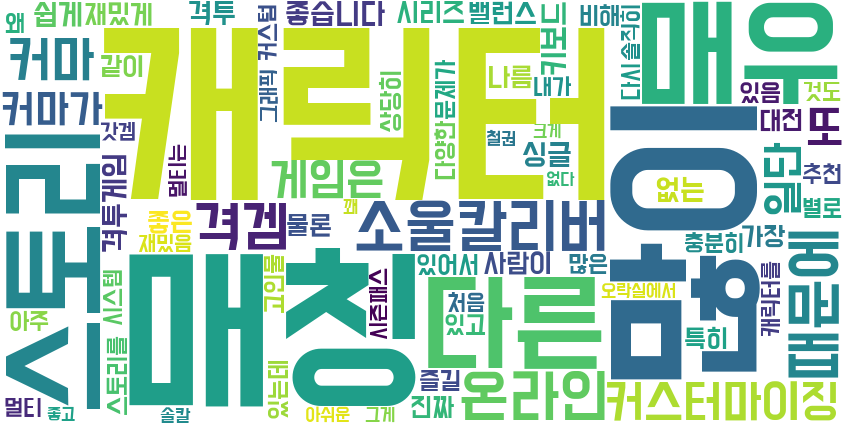 왜
쉽게
재밌게
격투
좋습니다
시리즈
밸런스
느
비해
솔직히
매우
커마
같이
캐릭터
그래픽
커스텀
상당히
다양한
문제가
키보드
나름
내가
다시
있음
것도
커마가
갓겜
멀티는
게임은
철권
크게
싱글
없다
많이
없는
대전
또
일단
추천
별로
스토리
격투게임
좋은
재밌음
격겜
물론
꽤
소울칼리버
충분히
가장
아주
시스템
스토리를
매칭
고인물
있는데
시즌패스
있어서
사람이
많은
다른
처음
있고
오락실에서
함
특히
캐릭터를
때문에
멀티
좋고
솔칼
아쉬운
그게
즐길
진짜
온라인
커스터마이징